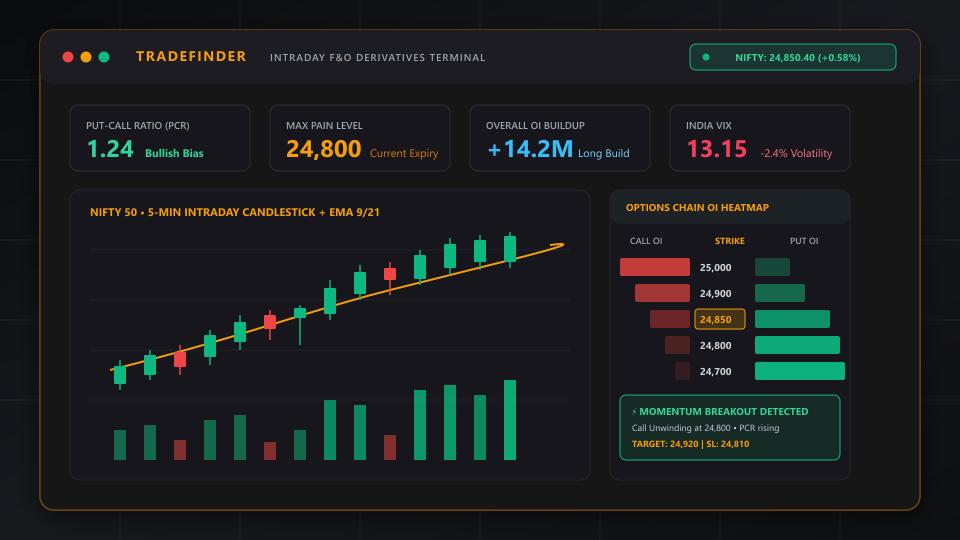 TRADEFINDER INTRADAY F&O DERIVATIVES TERMINAL NIFTY: 24,850.40 (+0.58%)
PUT-CALL RATIO (PCR)
1.24 Bullish Bias
MAX PAIN LEVEL
24,800 Current Expiry
OVERALL OI BUILDUP
+14.2M Long Build
INDIA VIX
13.15 -2.4% Volatility
NIFTY 50 • 5-MIN INTRADAY CANDLESTICK + EMA 9/21
OPTIONS CHAIN OI HEATMAP
CALL OI STRIKE PUT OI
25,000
24,900
24,850
24,800
24,700
⚡ MOMENTUM BREAKOUT DETECTED
Call Unwinding at 24,800 • PCR rising
TARGET: 24,920 | SL: 24,810